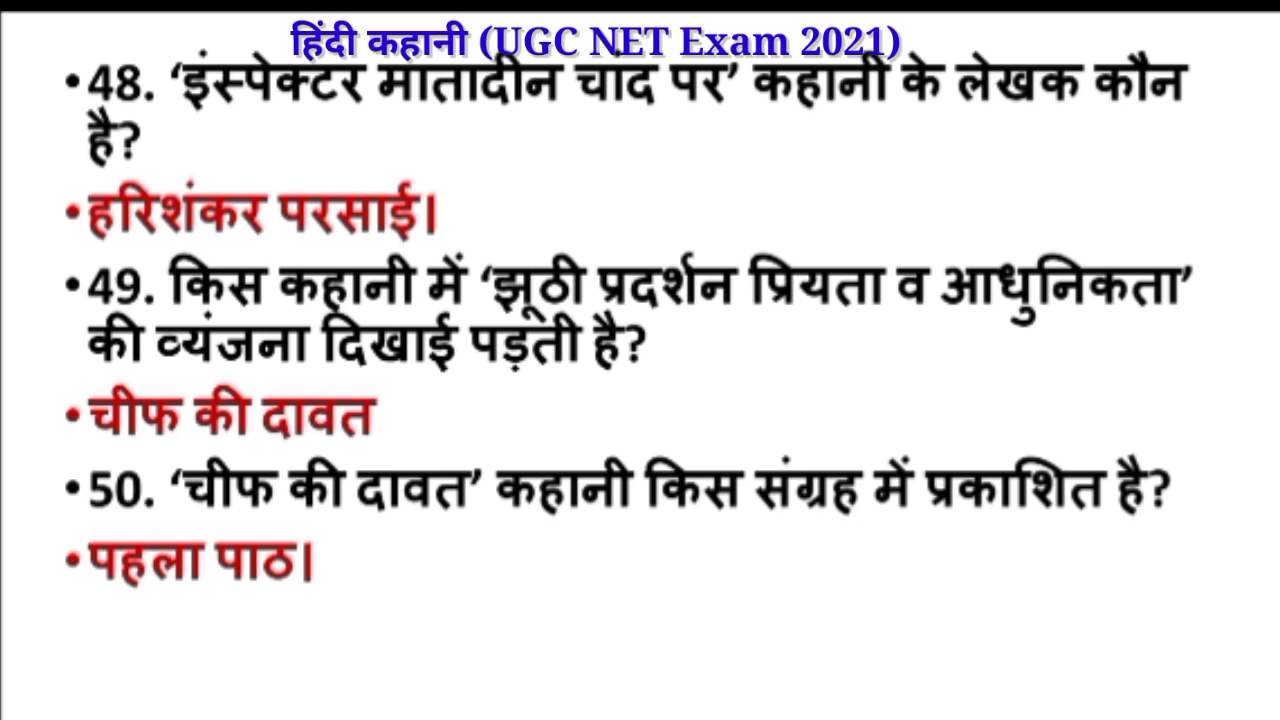 हिंदी कहानी (UGC NET Exam 2021)
•48. ‘इंस्पेक्टर मातादीन चांद पर’ कहानी के लेखक कौन
है?
•हरिशंकर परसाई।
•49. किस कहानी में ‘झूठी प्रदर्शन प्रियता व आधुनिकता’
की व्यंजना दिखाई पड़ती है?
•चीफ की दावत
•50. ‘चीफ की दावत’ कहानी किस संग्रह में प्रकाशित है?
•पहला पाठ।